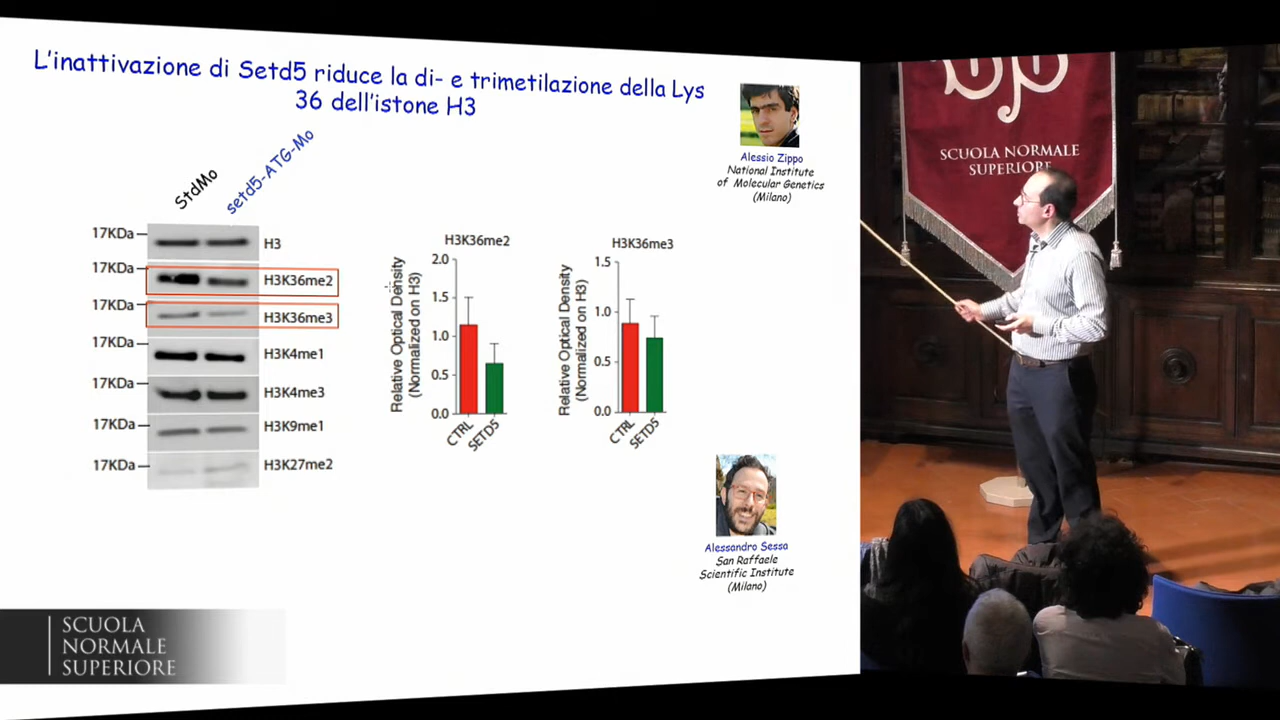 L'inattivazione di Setd5 riduce la di- e trimetilazione della Lys
36 dell'istone H3
Alessio Zippo
National Institute
of Molecular Genetics
(Milano)
StdMo
setd5-ATG-Mo
17KDa
H3
17KDa
H3K36me2
17KDa
H3K36me3
17KDa
H3K4me1
17KDa
H3K4me3
17KDa
H3K9me1
17KDa
H3K27me2
H3K36me2
Relative Optical Density
(Normalized on H3)
2.0
1.5
1.0
0.5
0.0
CTRL
SETD5
H3K36me3
Relative Optical Density
(Normalized on H3)
1.5
1.0
0.5
0.0
CTRL
SETD5
Alessandro Sessa
San Raffaele
Scientific Institute
(Milano)
SCUOLA
NORMALE
SUPERIORE
SCUOLA NORMALE
SUPERIORE